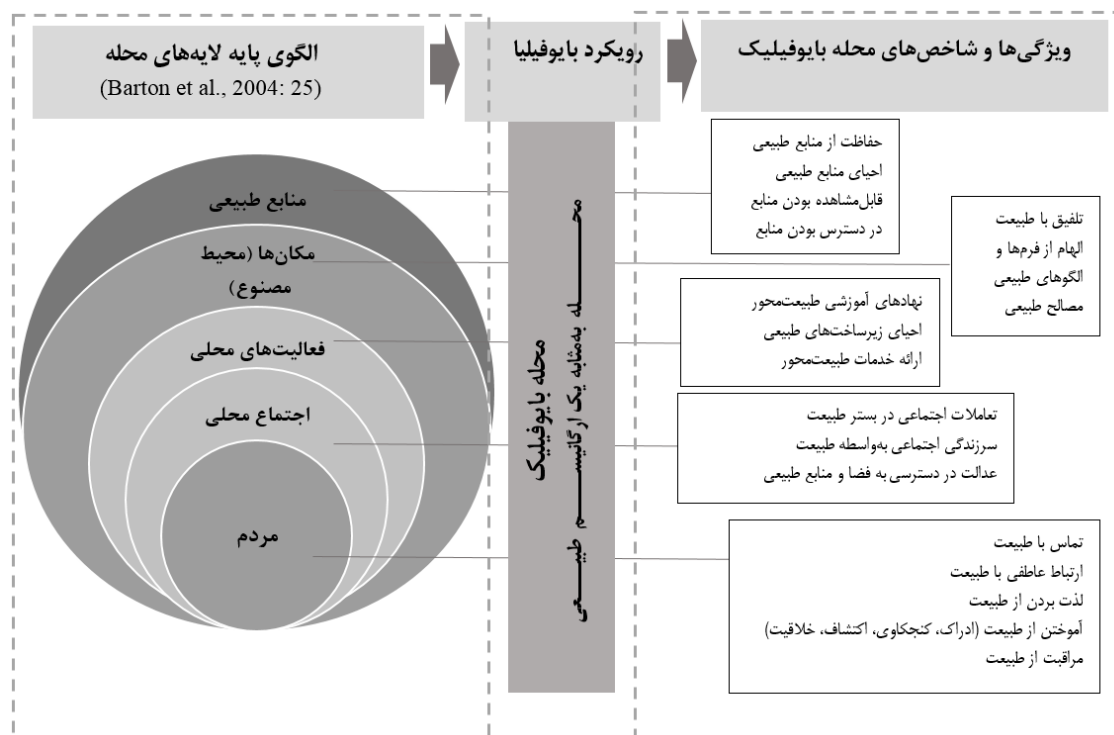 ویژگی‌ها و شاخص‌های محله بایوفیلیک
رویکرد بایوفیلیا
الگوی پایه لایه‌های محله
(Barton et al., 2004: 25)
حفاظت از منابع طبیعی
احیای منابع طبیعی
قابل‌مشاهده بودن منابع
در دسترس بودن منابع
تلفیق با طبیعت
الهام از فرم‌ها و
الگوهای طبیعی
مصالح طبیعی
نهادهای آموزشی طبیعت‌محور
احیای زیرساخت‌های طبیعی
ارائه خدمات طبیعت‌محور
تعاملات اجتماعی در بستر طبیعت
سرزندگی اجتماعی به‌واسطه طبیعت
عدالت در دسترسی به فضا و منابع طبیعی
تماس با طبیعت
ارتباط عاطفی با طبیعت
لذت بردن از طبیعت
آموختن از طبیعت (ادراک، کنجکاوی، اکتشاف، خلاقیت)
مراقبت از طبیعت
محله بایوفیلیک
محـــــــله به‌مثابه یک ارگانیســـــــم طبیـــــعی
منابع طبیعی
مکان‌ها (محیط
مصنوع)
فعالیت‌های محلی
اجتماع محلی
مردم